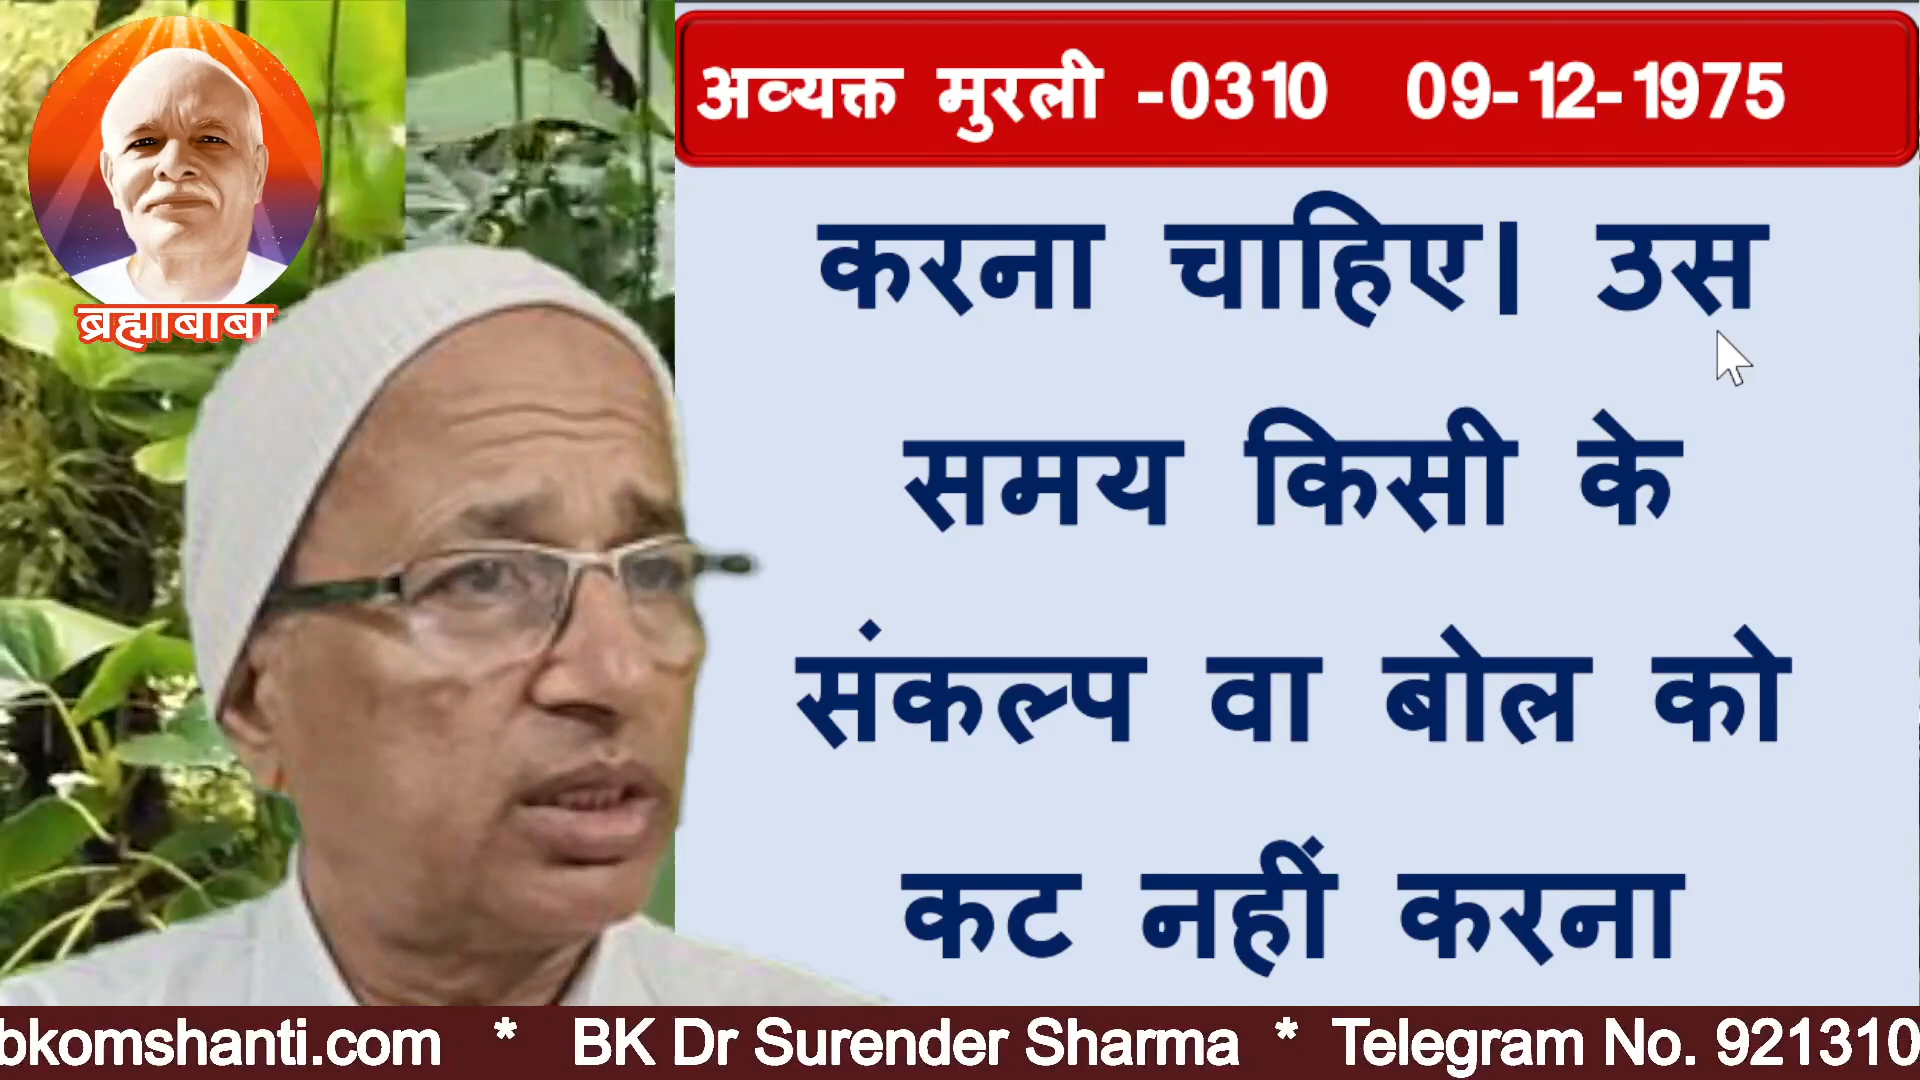 अव्यक्त मुरली -0310 09-12-1975
ब्रह्माबाबा
करना चाहिए। उस
समय किसी के
संकल्प वा बोल को
कट नहीं करना
bkomshanti.com * BK Dr Surender Sharma * Telegram No. 921310